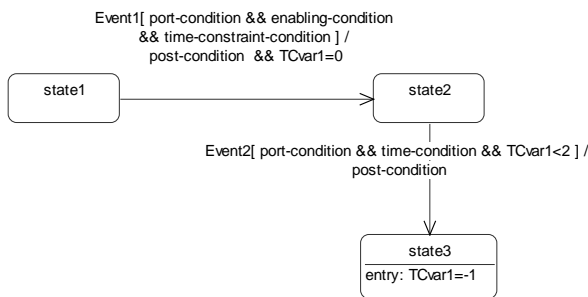 Event1[ port-condition && enabling-condition
&& time-constraint-condition ] /
post-condition  && TCvar1=0
state1
state2
Event2[ port-condition && time-condition && TCvar1<2 ] /
post-condition
state3
entry: TCvar1=-1